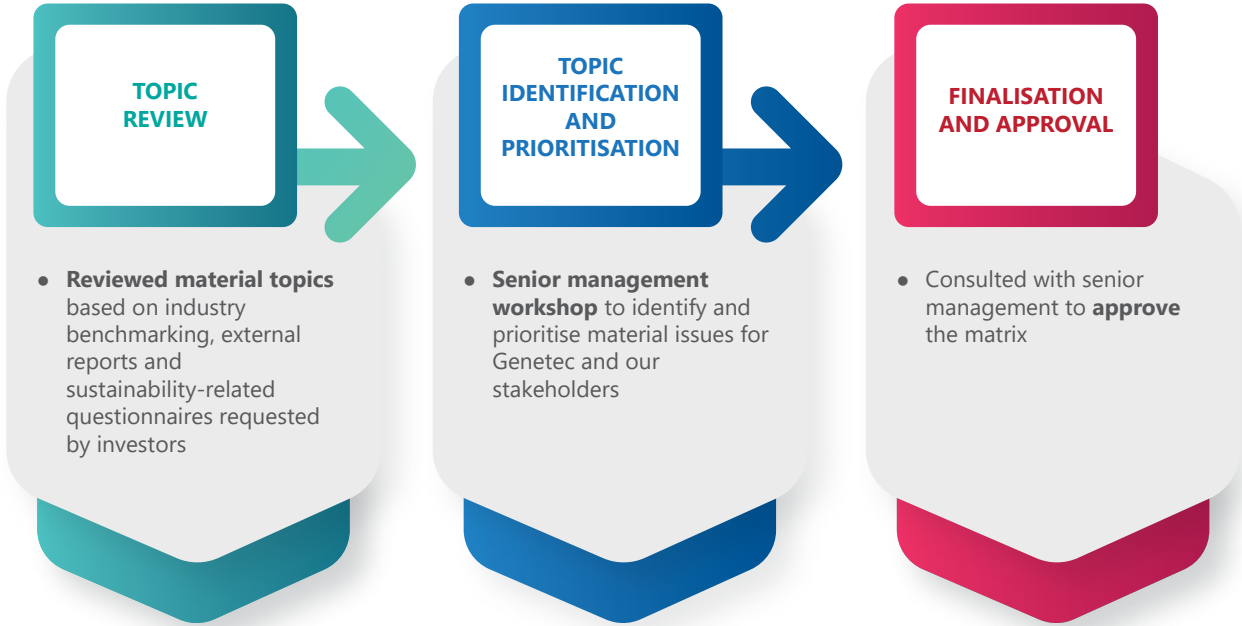 TOPIC
REVIEW
● Reviewed material topics
based on industry
benchmarking, external
reports and
sustainability-related
questionnaires requested
by investors
TOPIC
IDENTIFICATION
AND
PRIORITISATION
● Senior management
workshop to identify and
prioritise material issues for
Genetec and our
stakeholders
FINALISATION
AND APPROVAL
● Consulted with senior
management to approve
the matrix